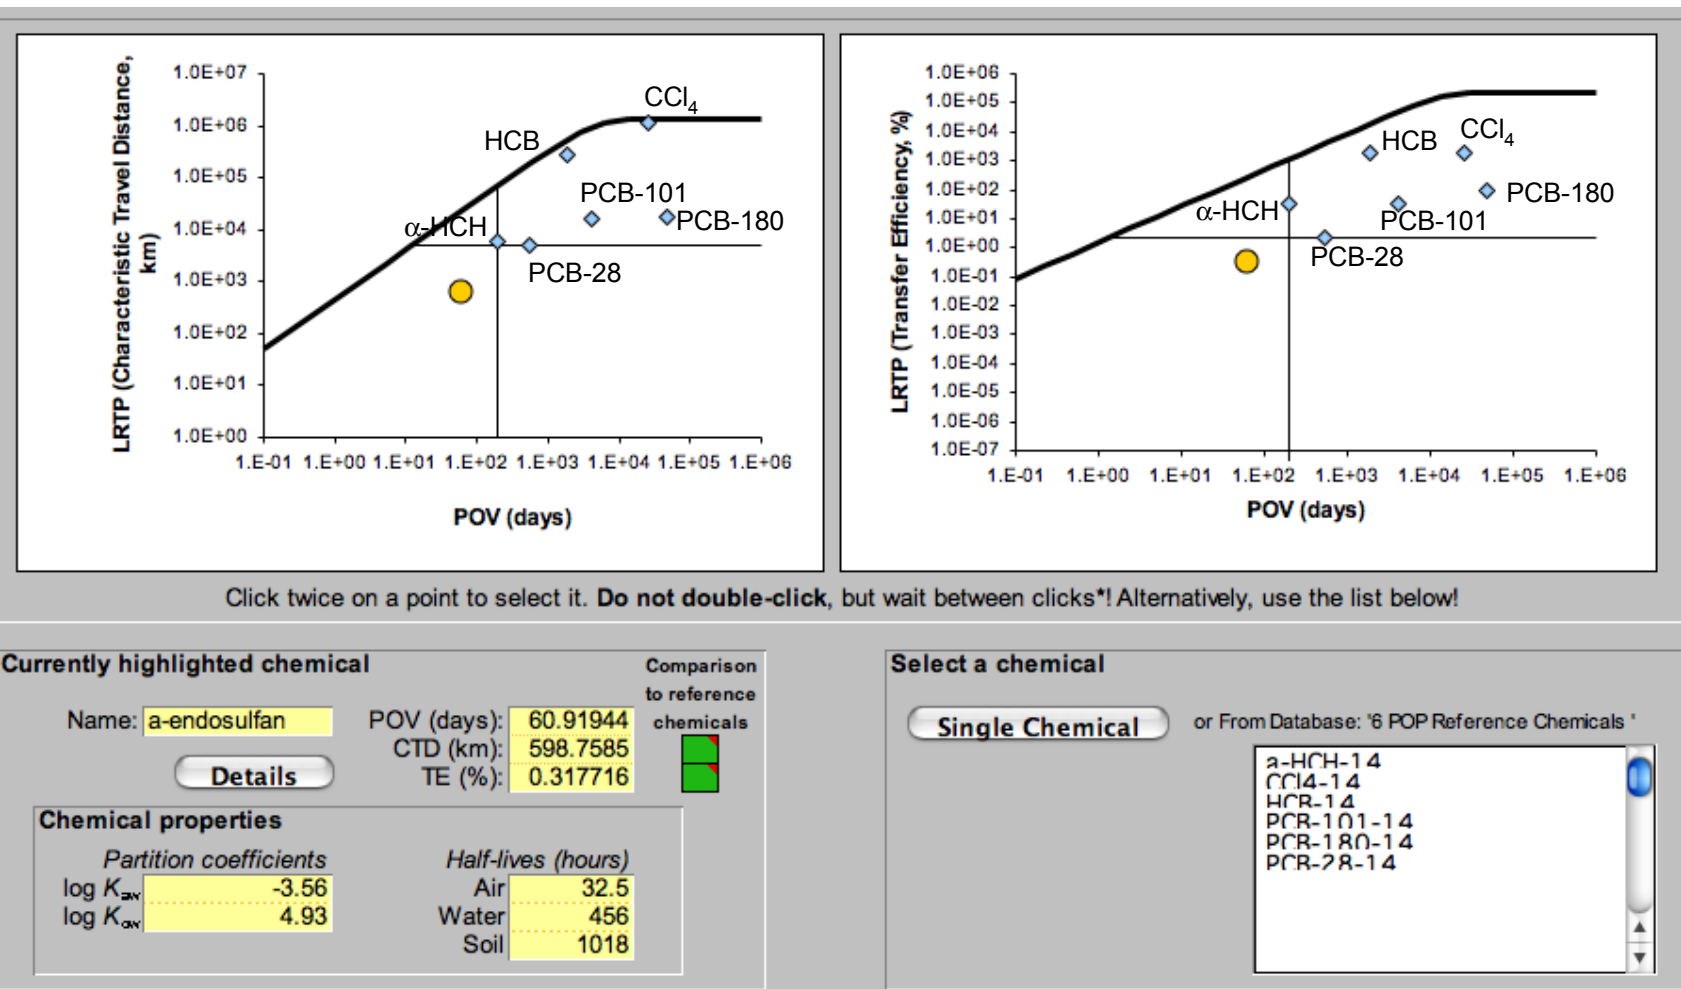 LRTP (Characteristic Travel Distance, km)
1.0E+07
1.0E+06
1.0E+05
1.0E+04
1.0E+03
1.0E+02
1.0E+01
1.0E+00
CCl4
HCB
PCB-101
α-HCH
PCB-180
PCB-28
1.E-01 1.E+00 1.E+01 1.E+02 1.E+03 1.E+04 1.E+05 1.E+06
POV (days)
LRTP (Transfer Efficiency, %)
1.0E+06
1.0E+05
1.0E+04
1.0E+03
1.0E+02
1.0E+01
1.0E+00
1.0E-01
1.0E-02
1.0E-03
1.0E-04
1.0E-05
1.0E-06
1.0E-07
HCB
CCl4
PCB-180
α-HCH
PCB-101
PCB-28
1.E-01 1.E+00 1.E+01 1.E+02 1.E+03 1.E+04 1.E+05 1.E+06
POV (days)
Click twice on a point to select it. Do not double-click, but wait between clicks*! Alternatively, use the list below!
Currently highlighted chemical
Comparison
to reference
chemicals
Name: a-endosulfan
POV (days): 60.91944
CTD (km): 598.7585
TE (%): 0.317716
Details
Chemical properties
Partition coefficients
log Kaw -3.56
log Kow 4.93
Half-lives (hours)
Air 32.5
Water 456
Soil 1018
Select a chemical
Single Chemical
or From Database: '6 POP Reference Chemicals '
a-HCH-14
CCl4-14
HCB-14
PCB-101-14
PCB-180-14
PCB-28-14